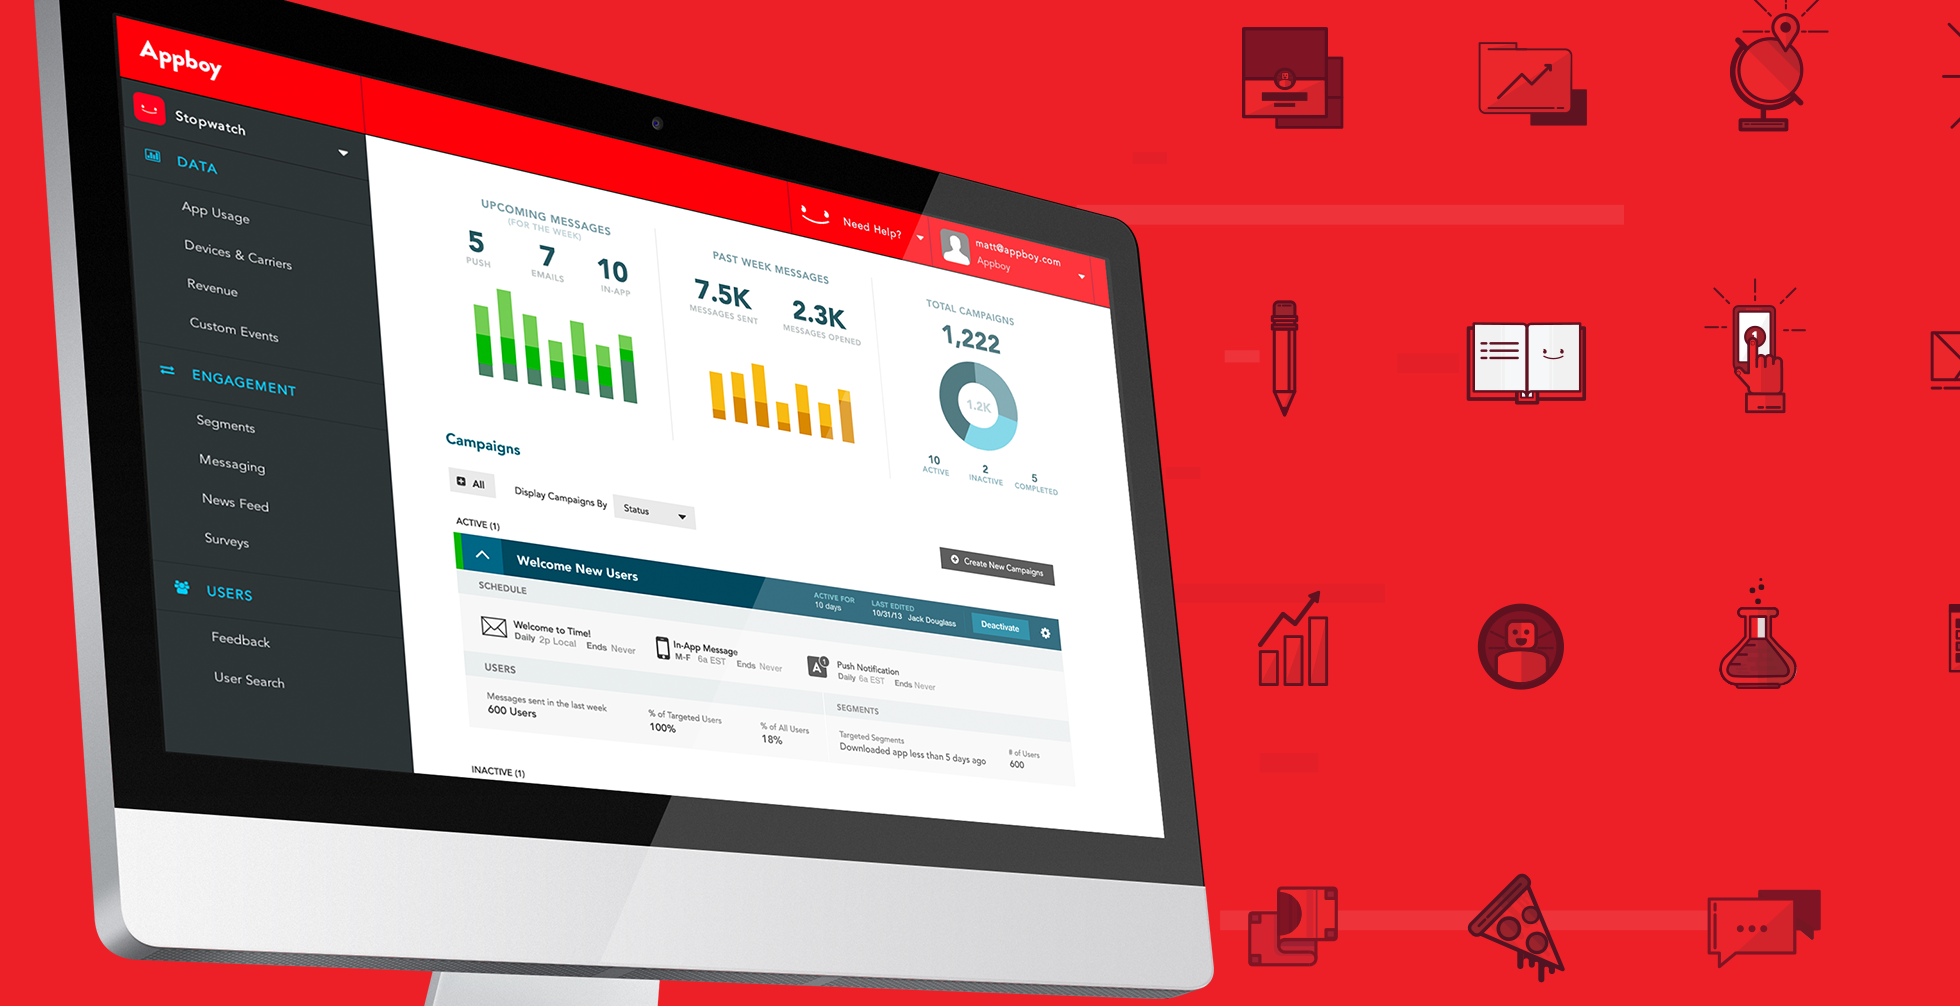 Appboy
Stopwatch
DATA
App Usage
Devices & Carriers
Revenue
Custom Events
ENGAGEMENT
Segments
Messaging
News Feed
Surveys
USERS
Feedback
User Search
Need Help?
matt@appboy.com
Appboy
UPCOMING MESSAGES
(FOR THE WEEK)
5
PUSH
7
EMAILS
10
IN-APP
PAST WEEK MESSAGES
7.5K
MESSAGES SENT
2.3K
MESSAGES OPENED
TOTAL CAMPAIGNS
1,222
1.2K
10
ACTIVE
2
INACTIVE
5
COMPLETED
Campaigns
All
Display Campaigns By
Status
Create New Campaigns
ACTIVE (1)
Welcome New Users
ACTIVE FOR
10 days
LAST EDITED
10/31/13 Jack Douglass
Deactivate
SCHEDULE
Welcome to Time!
Daily 2p Local Ends Never
In-App Message
M-F 6a EST Ends Never
A 1
Push Notification
Daily 6a EST Ends Never
USERS
Messages sent in the last week
600 Users
% of Targeted Users
100%
% of All Users
18%
SEGMENTS
Targeted Segments
Downloaded app less than 5 days ago
# of Users
600
INACTIVE (1)